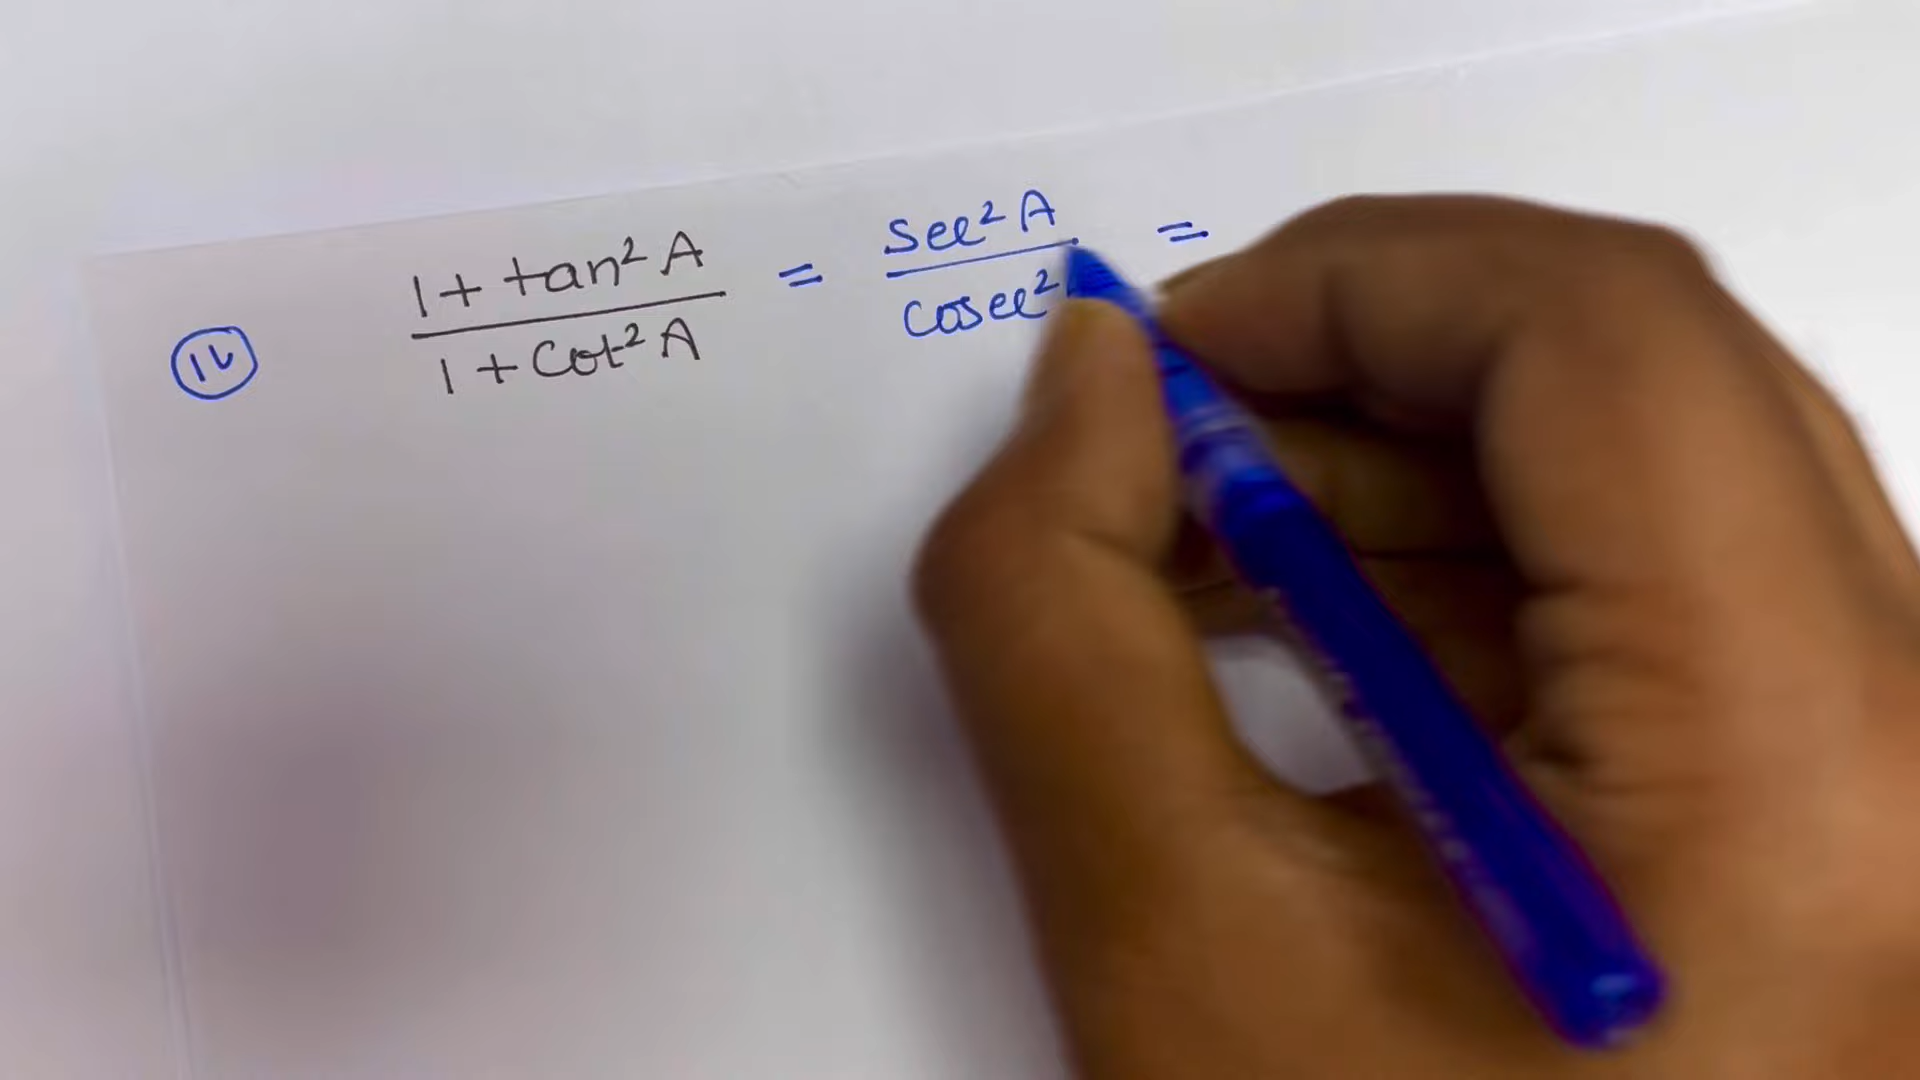 (iv) 1 + tan² A / 1 + Cot² A = Sec² A / Cosec² =